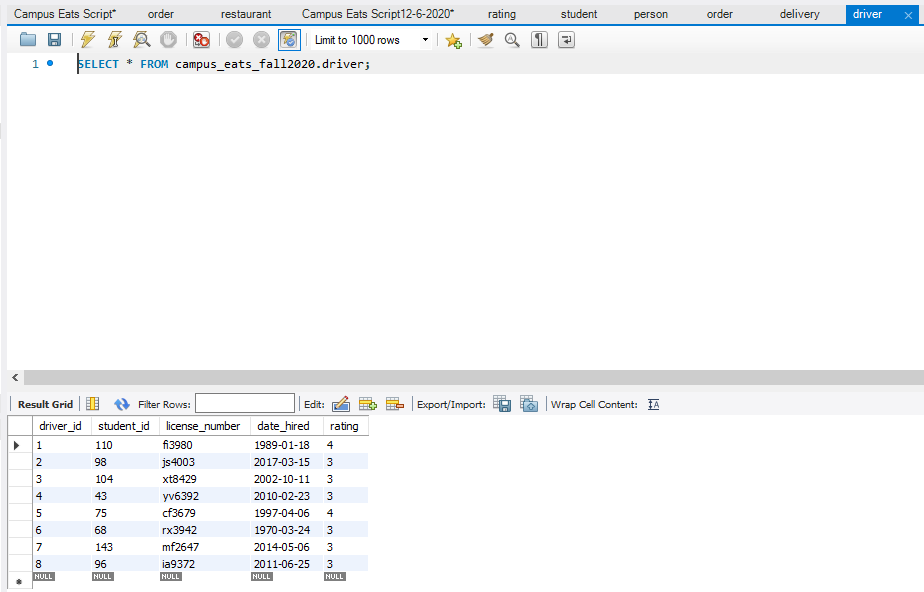 Campus Eats Script* order restaurant Campus Eats Script12-6-2020* rating student person order delivery driver
Limit to 1000 rows
1 SELECT * FROM campus_eats_fall2020.driver;
Result Grid Filter Rows: Edit: Export/Import: Wrap Cell Content:
driver_id student_id license_number date_hired rating
1 110 fi3980 1989-01-18 4
2 98 js4003 2017-03-15 3
3 104 xt8429 2002-10-11 3
4 43 yv6392 2010-02-23 3
5 75 cf3679 1997-04-06 4
6 68 rx3942 1970-03-24 3
7 143 mf2647 2014-05-06 3
8 96 ia9372 2011-06-25 3
NULL NULL NULL NULL NULL